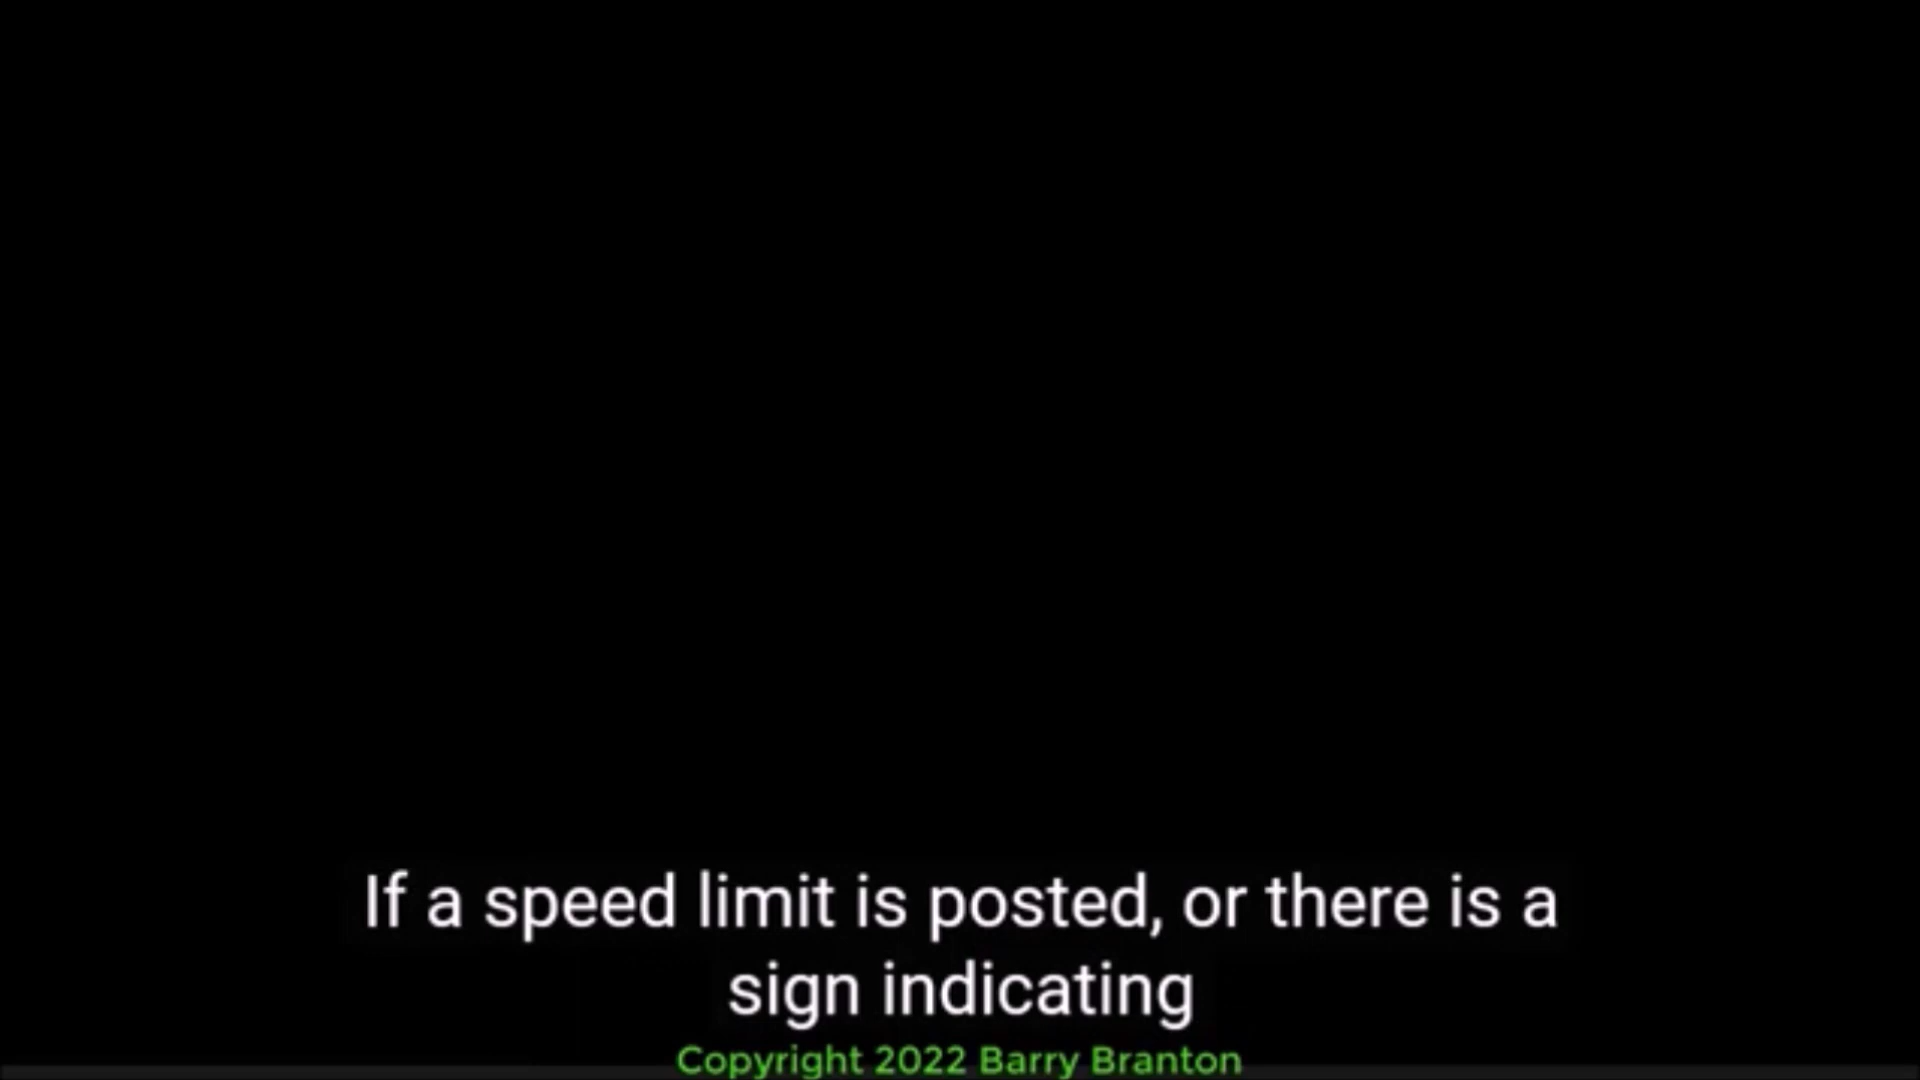 If a speed limit is posted, or there is a
sign indicating
Copyright 2022 Barry Branton